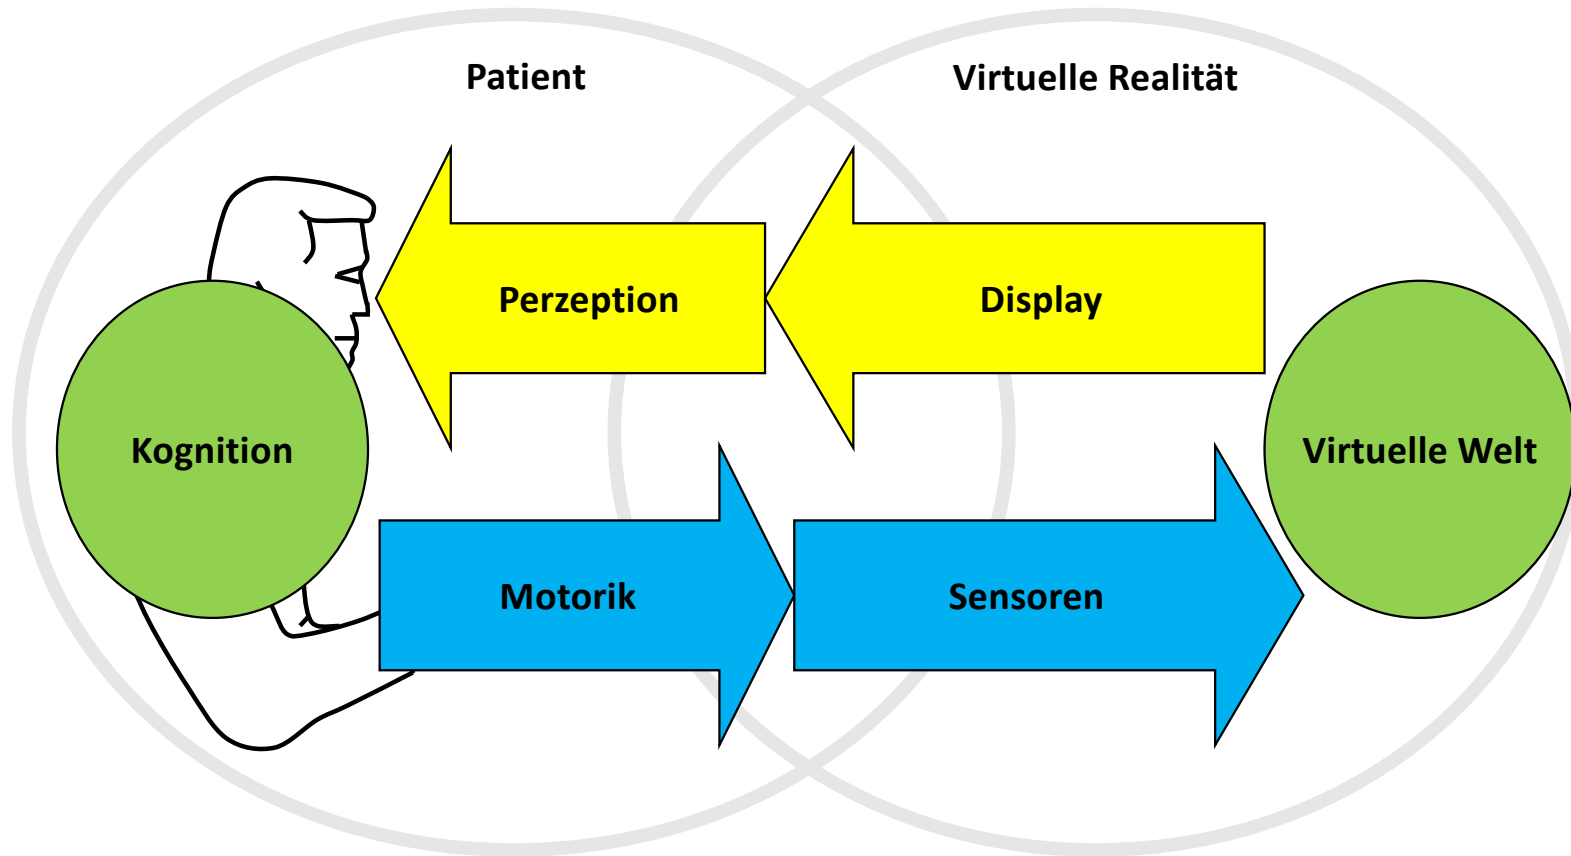 Patient
Virtuelle Realität
Perzeption
Display
Kognition
Virtuelle Welt
Motorik
Sensoren